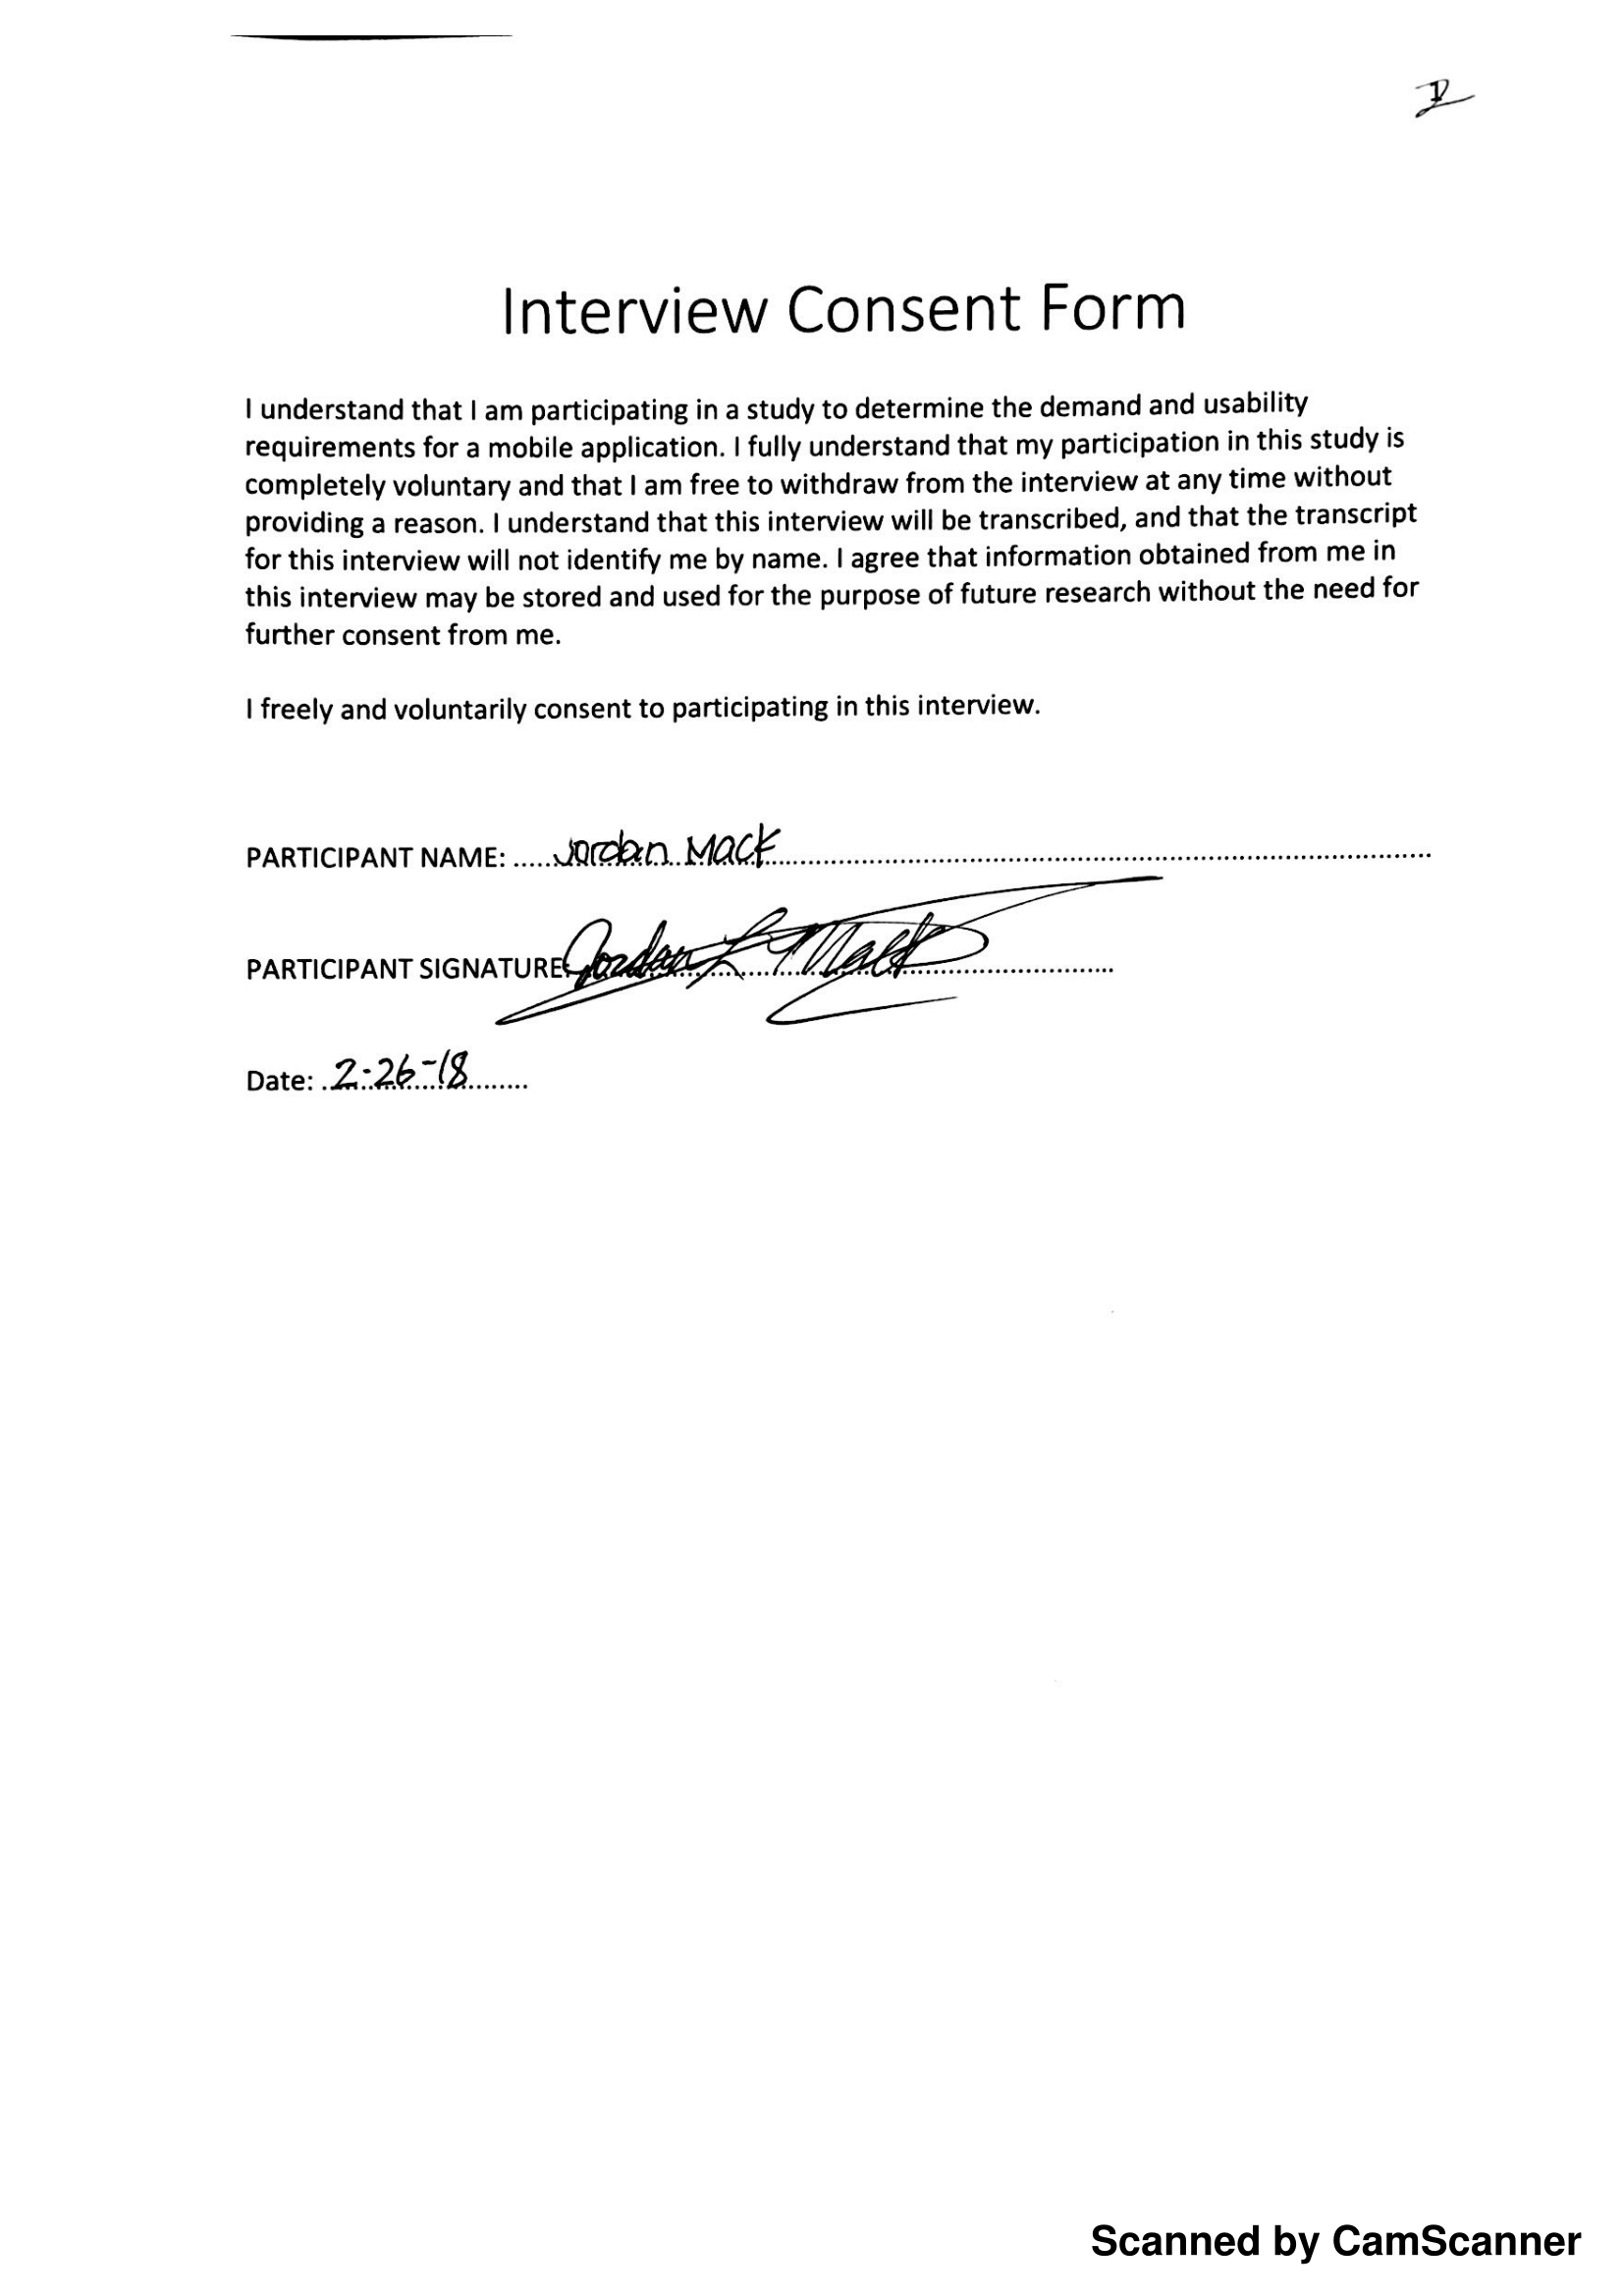 Interview Consent Form
I understand that I am participating in a study to determine the demand and usability
requirements for a mobile application. I fully understand that my participation in this study is
completely voluntary and that I am free to withdraw from the interview at any time without
providing a reason. I understand that this interview will be transcribed, and that the transcript
for this interview will not identify me by name. I agree that information obtained from me in
this interview may be stored and used for the purpose of future research without the need for
further consent from me.
I freely and voluntarily consent to participating in this interview.
PARTICIPANT NAME: Jordan Mack
PARTICIPANT SIGNATURE: Jordan L Mack
Date: 2-26-18
Scanned by CamScanner